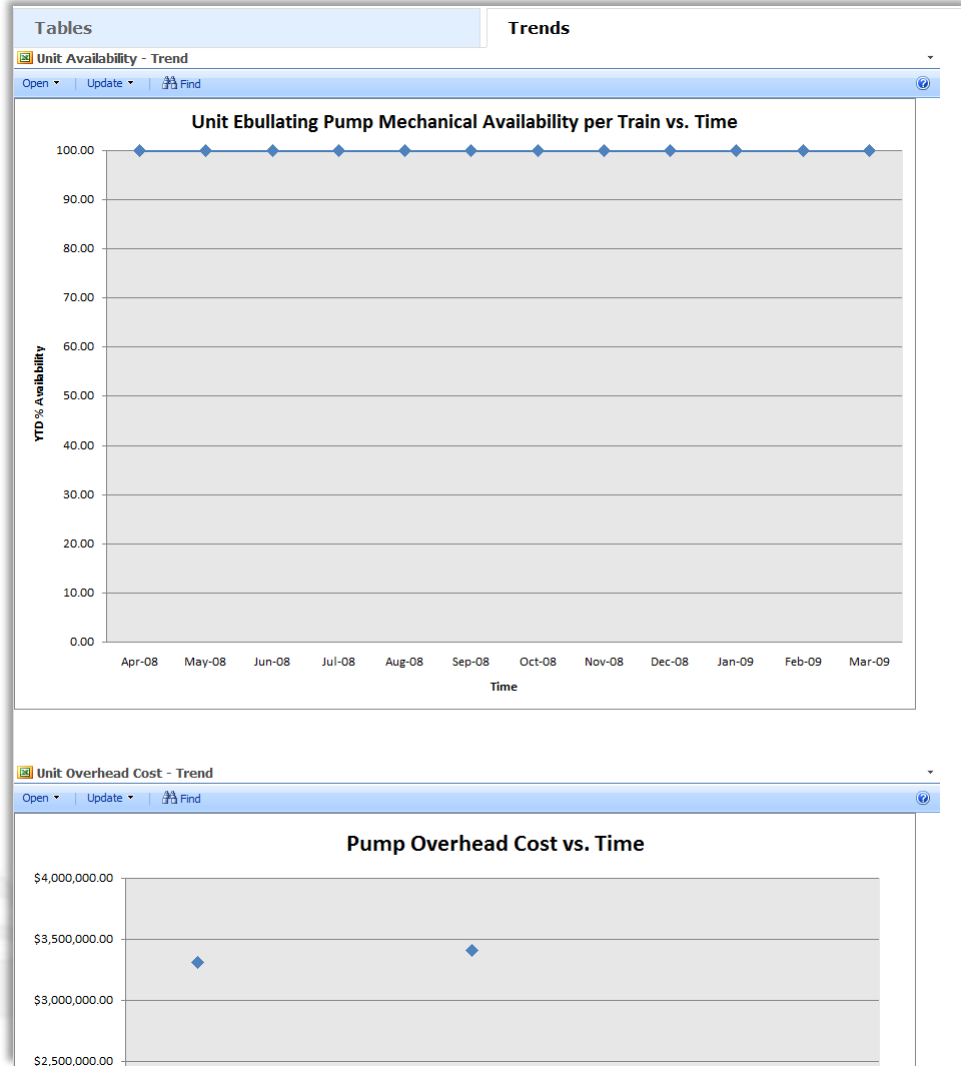 Tables Trends
Unit Availability - Trend
Open Update Find
Unit Ebullating Pump Mechanical Availability per Train vs. Time
YTD % Availability
100.00
90.00
80.00
70.00
60.00
50.00
40.00
30.00
20.00
10.00
0.00
Apr-08 May-08 Jun-08 Jul-08 Aug-08 Sep-08 Oct-08 Nov-08 Dec-08 Jan-09 Feb-09 Mar-09
Time
Unit Overhead Cost - Trend
Open Update Find
Pump Overhead Cost vs. Time
$4,000,000.00
$3,500,000.00
$3,000,000.00
$2,500,000.00